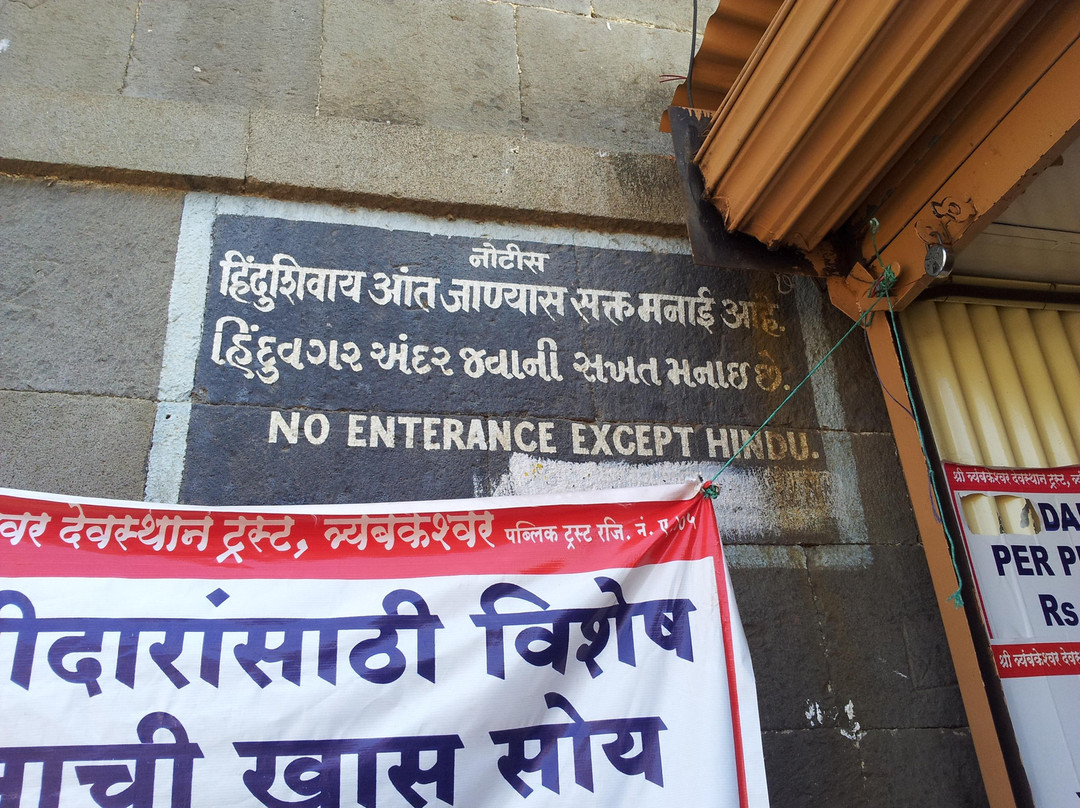 नोटीस
हिंदुशिवाय आंत जाण्यास सक्त मनाई आहे.
હિંદુવગર અંદર જવાની સખત મનાઇ છે.
NO ENTERANCE EXCEPT HINDU.
देवस्थान ट्रस्ट, त्र्यंबकेश्वर पब्लिक ट्रस्ट रजि. नं. ए
विशेष
खास सोय
श्री त्र्यंबकेश्वर देवस्थान ट्रस्ट,
PER
Rs
श्री त्र्यंबकेश्वर